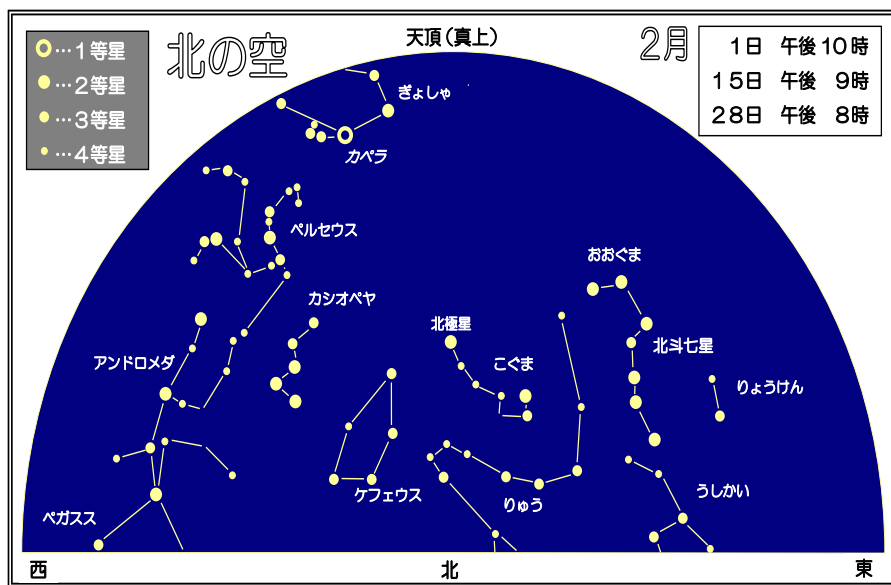 …1等星
…2等星
…3等星
…4等星
北の空
天頂(真上)
2月
1日 午後10時
15日 午後 9時
28日 午後 8時
ぎょしゃ
カペラ
ペルセウス
おおぐま
カシオペヤ
北極星
北斗七星
アンドロメダ
こぐま
りょうけん
うしかい
ケフェウス
りゅう
ペガスス
西
北
東